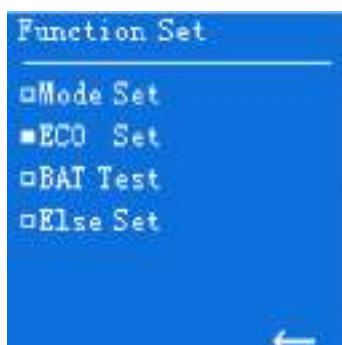 Function Set
Mode Set
ECO Set
BAT Test
Else Set